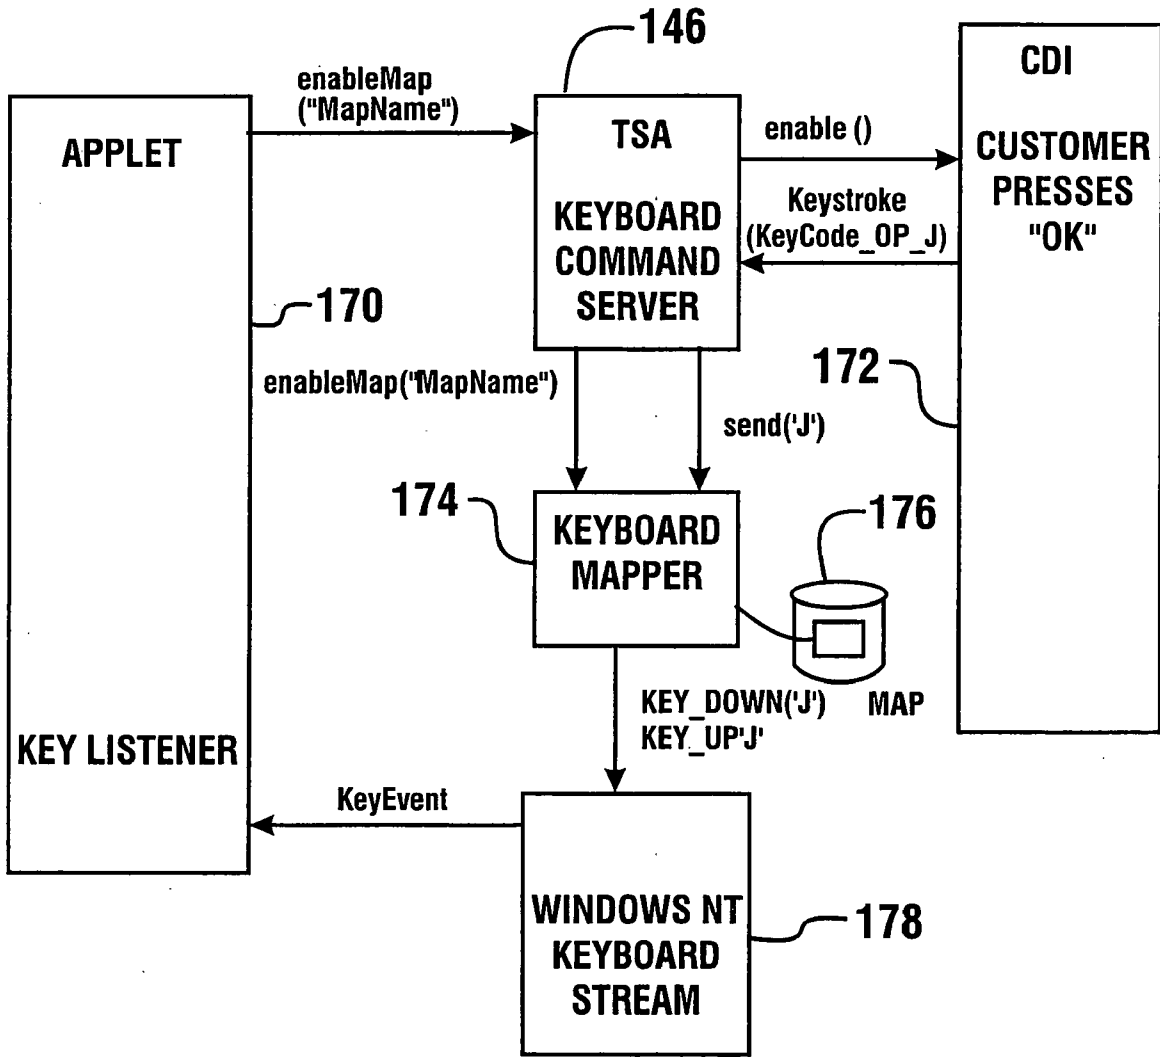 146
CDI
CUSTOMER
PRESSES
"OK"
enableMap
("MapName")
APPLET
TSA
KEYBOARD
COMMAND
SERVER
enable ()
Keystroke
(KeyCode_OP_J)
170
enableMap("MapName")
172
send('J')
174
KEYBOARD
MAPPER
176
KEY_DOWN('J')
KEY_UP'J'
MAP
KEY LISTENER
KeyEvent
WINDOWS NT
KEYBOARD
STREAM
178